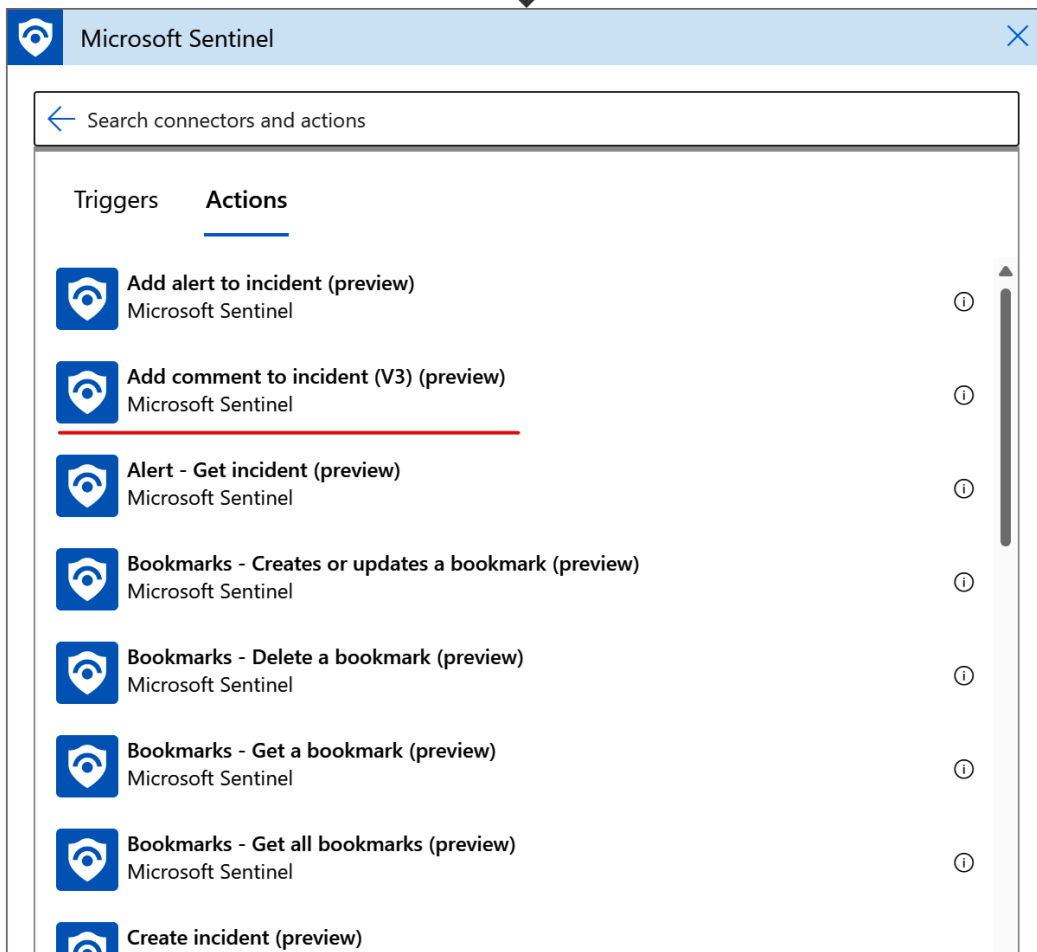 Microsoft Sentinel
Search connectors and actions
Triggers
Actions
Add alert to incident (preview)
Microsoft Sentinel
Add comment to incident (V3) (preview)
Microsoft Sentinel
Alert - Get incident (preview)
Microsoft Sentinel
Bookmarks - Creates or updates a bookmark (preview)
Microsoft Sentinel
Bookmarks - Delete a bookmark (preview)
Microsoft Sentinel
Bookmarks - Get a bookmark (preview)
Microsoft Sentinel
Bookmarks - Get all bookmarks (preview)
Microsoft Sentinel
Create incident (preview)